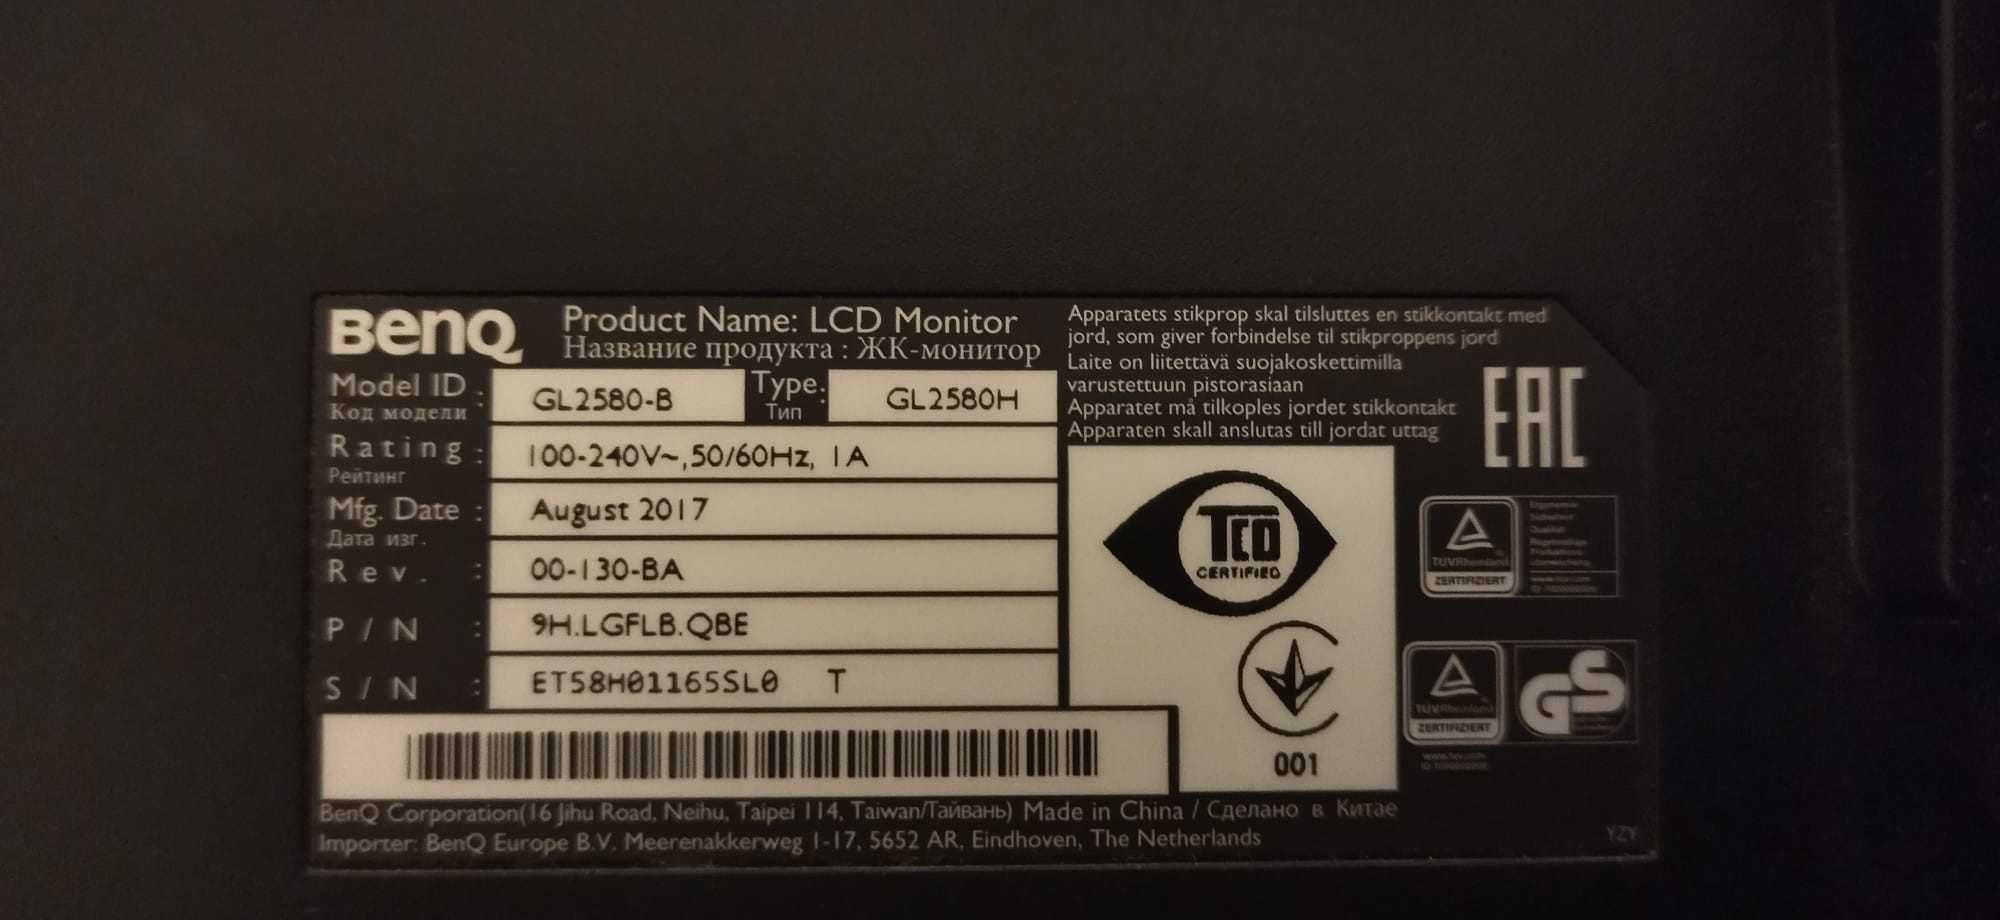 BenQ
Product Name: LCD Monitor
Название продукта : ЖК-монитор
Model ID :
Код модели
GL2580-B
Type:
Тип
GL2580H
Rating :
Рейтинг
100-240V~,50/60Hz, 1A
Mfg. Date :
Дата изг.
August 2017
Rev. :
00-130-BA
P/N :
9H.LGFLB.QBE
S/N :
ET58H01165SL0 T
Apparatets stikprop skal tilsluttes en stikkontakt med
jord, som giver forbindelse til stikproppens jord
Laite on liitettävä suojakoskettimilla
varustettuun pistorasiaan
Apparatet må tilkoples jordet stikkontakt
Apparaten skall anslutas till jordat uttag
EAC
TCO
CERTIFIED
001
TÜVRheinland
ZERTIFIZIERT
TÜVRheinland
ZERTIFIZIERT
GS
BenQ Corporation(16 Jihu Road, Neihu, Taipei 114, Taiwan/Тайвань) Made in China / Сделано в Китае
Importer: BenQ Europe B.V. Meerenakkerweg 1-17, 5652 AR, Eindhoven, The Netherlands
YZY